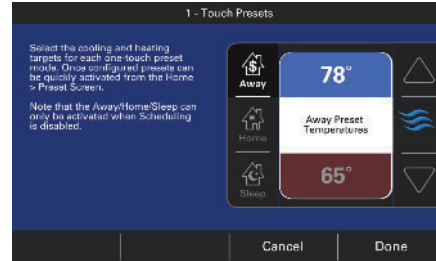 1 - Touch Presets
Select the cooling and heating
targets for each one-touch preset
mode. Once configured presets can
be quickly activated from the Home
> Preset Screen.
Note that the Away/Home/Sleep can
only be activated when Scheduling
is disabled.
$
Away
Home
Sleep
78°
Away Preset
Temperatures
65°
Cancel
Done